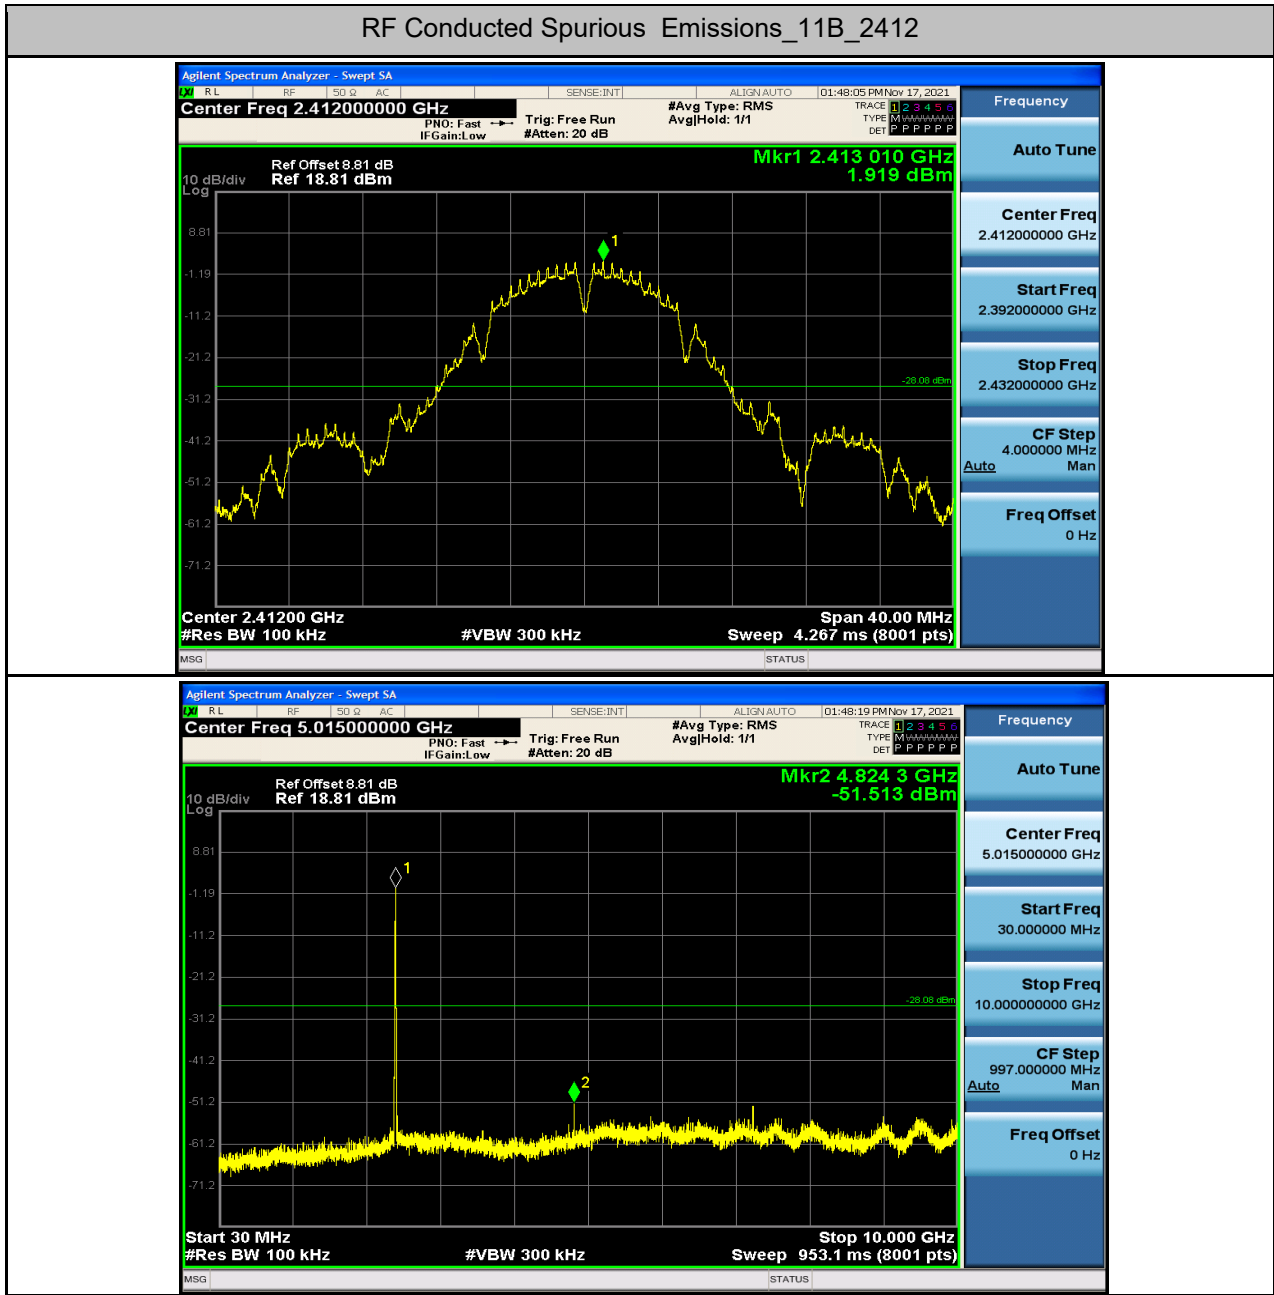 RF Conducted Spurious Emissions_11B_2412
Agilent Spectrum Analyzer - Swept SA
LXI RL RF 50 Ω AC SENSE:INT ALIGN AUTO 01:48:05 PM Nov 17, 2021
Center Freq 2.412000000 GHz
PNO: Fast
IFGain:Low
Trig: Free Run
#Atten: 20 dB
#Avg Type: RMS
Avg|Hold: 1/1
TRACE 1 2 3 4 5 6
TYPE M
DET P P P P P P
Frequency
Auto Tune
Center Freq
2.412000000 GHz
Start Freq
2.392000000 GHz
Stop Freq
2.432000000 GHz
CF Step
4.000000 MHz
Auto Man
Freq Offset
0 Hz
Mkr1 2.413 010 GHz
1.919 dBm
Ref Offset 8.81 dB
10 dB/div Ref 18.81 dBm
Log
8.81
1
-1.19
-11.2
-21.2
-28.08 dBm
-31.2
-41.2
-51.2
-61.2
-71.2
Center 2.41200 GHz Span 40.00 MHz
#Res BW 100 kHz #VBW 300 kHz Sweep 4.267 ms (8001 pts)
MSG STATUS
Agilent Spectrum Analyzer - Swept SA
LXI RL RF 50 Ω AC SENSE:INT ALIGN AUTO 01:48:19 PM Nov 17, 2021
Center Freq 5.015000000 GHz
PNO: Fast
IFGain:Low
Trig: Free Run
#Atten: 20 dB
#Avg Type: RMS
Avg|Hold: 1/1
TRACE 1 2 3 4 5 6
TYPE M
DET P P P P P P
Frequency
Auto Tune
Center Freq
5.015000000 GHz
Start Freq
30.000000 MHz
Stop Freq
10.000000000 GHz
CF Step
997.000000 MHz
Auto Man
Freq Offset
0 Hz
Mkr2 4.824 3 GHz
-51.513 dBm
Ref Offset 8.81 dB
10 dB/div Ref 18.81 dBm
Log
8.81
1
-1.19
-11.2
-21.2
-28.08 dBm
-31.2
-41.2
2
-51.2
-61.2
-71.2
Start 30 MHz Stop 10.000 GHz
#Res BW 100 kHz #VBW 300 kHz Sweep 953.1 ms (8001 pts)
MSG STATUS